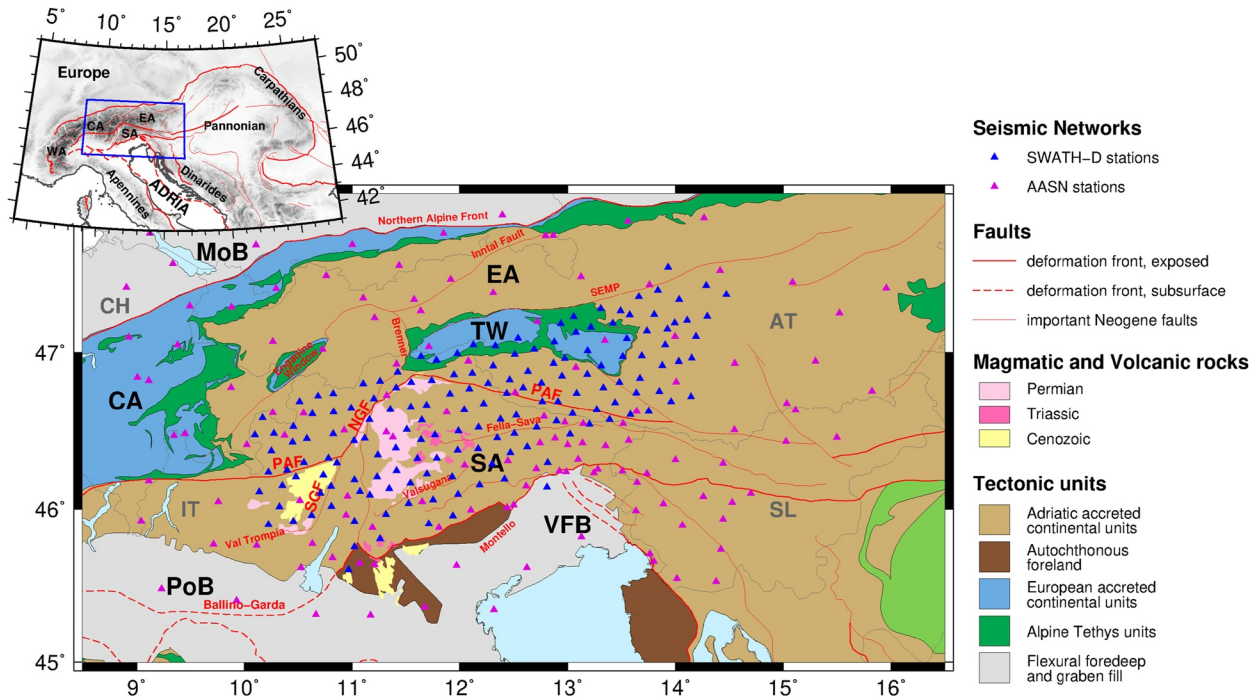 5° 10° 15° 20° 25°
50°
48°
46°
44°
42°
Europe
Carpathians
EA
CA
SA
Pannonian
WA
Dinarides
Apennines
ADRIA
Northern Alpine Front
MoB
Inntal Fault
EA
CH
SEMP
AT
TW
Brenner
47°
Engadine Window
CA
PAF
NGF
Fella-Sava
PAF
SA
SGF
Valsugana
46°
IT
SL
VFB
Val Trompia
Montello
PoB
Ballino-Garda
45°
9° 10° 11° 12° 13° 14° 15° 16°
Seismic Networks
SWATH-D stations
AASN stations
Faults
deformation front, exposed
deformation front, subsurface
important Neogene faults
Magmatic and Volcanic rocks
Permian
Triassic
Cenozoic
Tectonic units
Adriatic accreted
continental units
Autochthonous
foreland
European accreted
continental units
Alpine Tethys units
Flexural foredeep
and graben fill